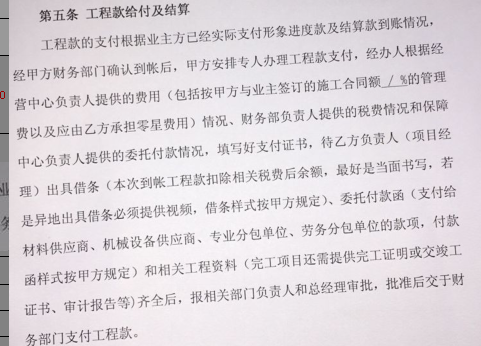 第五条 工程款给付及结算
工程款的支付根据业主方已经实际支付形象进度款及结算款到账情况，
经甲方财务部门确认到帐后，甲方安排专人办理工程款支付，经办人根据经
营中心负责人提供的费用（包括按甲方与业主签订的施工合同额 / %的管理
费以及应由乙方承担零星费用）情况、财务部负责人提供的税费情况和保障
中心负责人提供的委托付款情况，填写好支付证书，待乙方负责人（项目经
理）出具借条（本次到帐工程款扣除相关税费后余额，最好是当面书写，若
是异地出具借条必须提供视频，借条样式按甲方规定）、委托付款函（支付给
材料供应商、机械设备供应商、专业分包单位、劳务分包单位的款项，付款
函样式按甲方规定）和相关工程资料（完工项目还需提供完工证明或交竣工
证书、审计报告等）齐全后，报相关部门负责人和总经理审批，批准后交于财
务部门支付工程款。